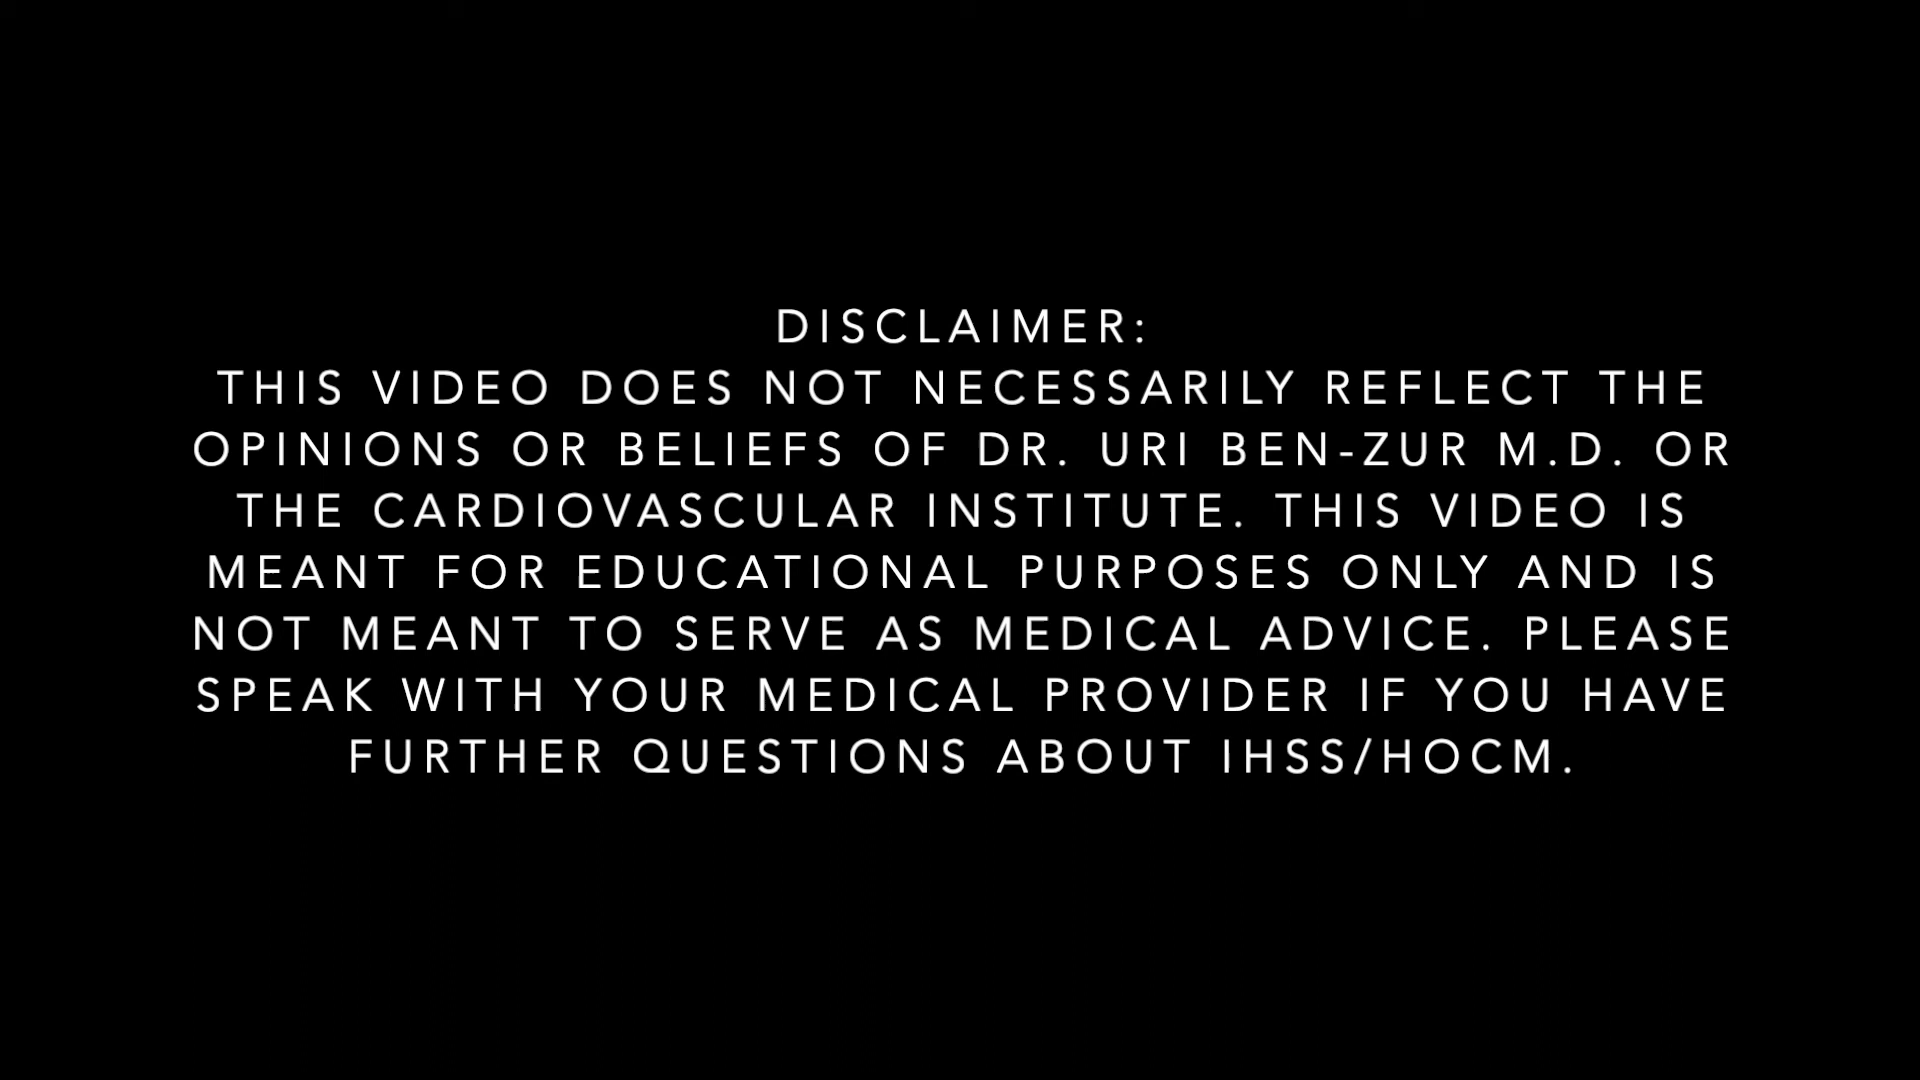 DISCLAIMER:
THIS VIDEO DOES NOT NECESSARILY REFLECT THE
OPINIONS OR BELIEFS OF DR. URI BEN-ZUR M.D. OR
THE CARDIOVASCULAR INSTITUTE. THIS VIDEO IS
MEANT FOR EDUCATIONAL PURPOSES ONLY AND IS
NOT MEANT TO SERVE AS MEDICAL ADVICE. PLEASE
SPEAK WITH YOUR MEDICAL PROVIDER IF YOU HAVE
FURTHER QUESTIONS ABOUT IHSS/HOCM.